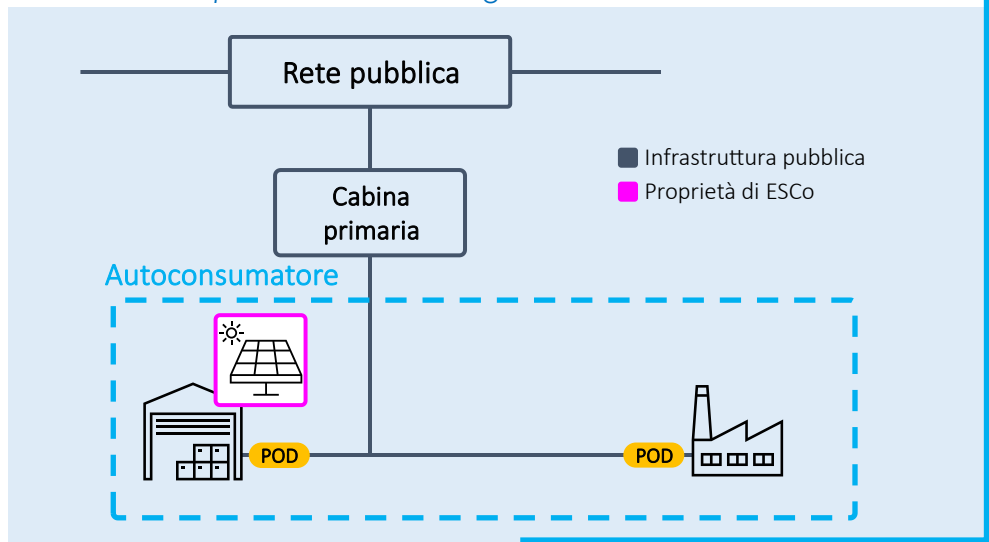 Rete pubblica
Infrastruttura pubblica
Proprietà di ESCo
Cabina
primaria
Autoconsumatore
POD
POD